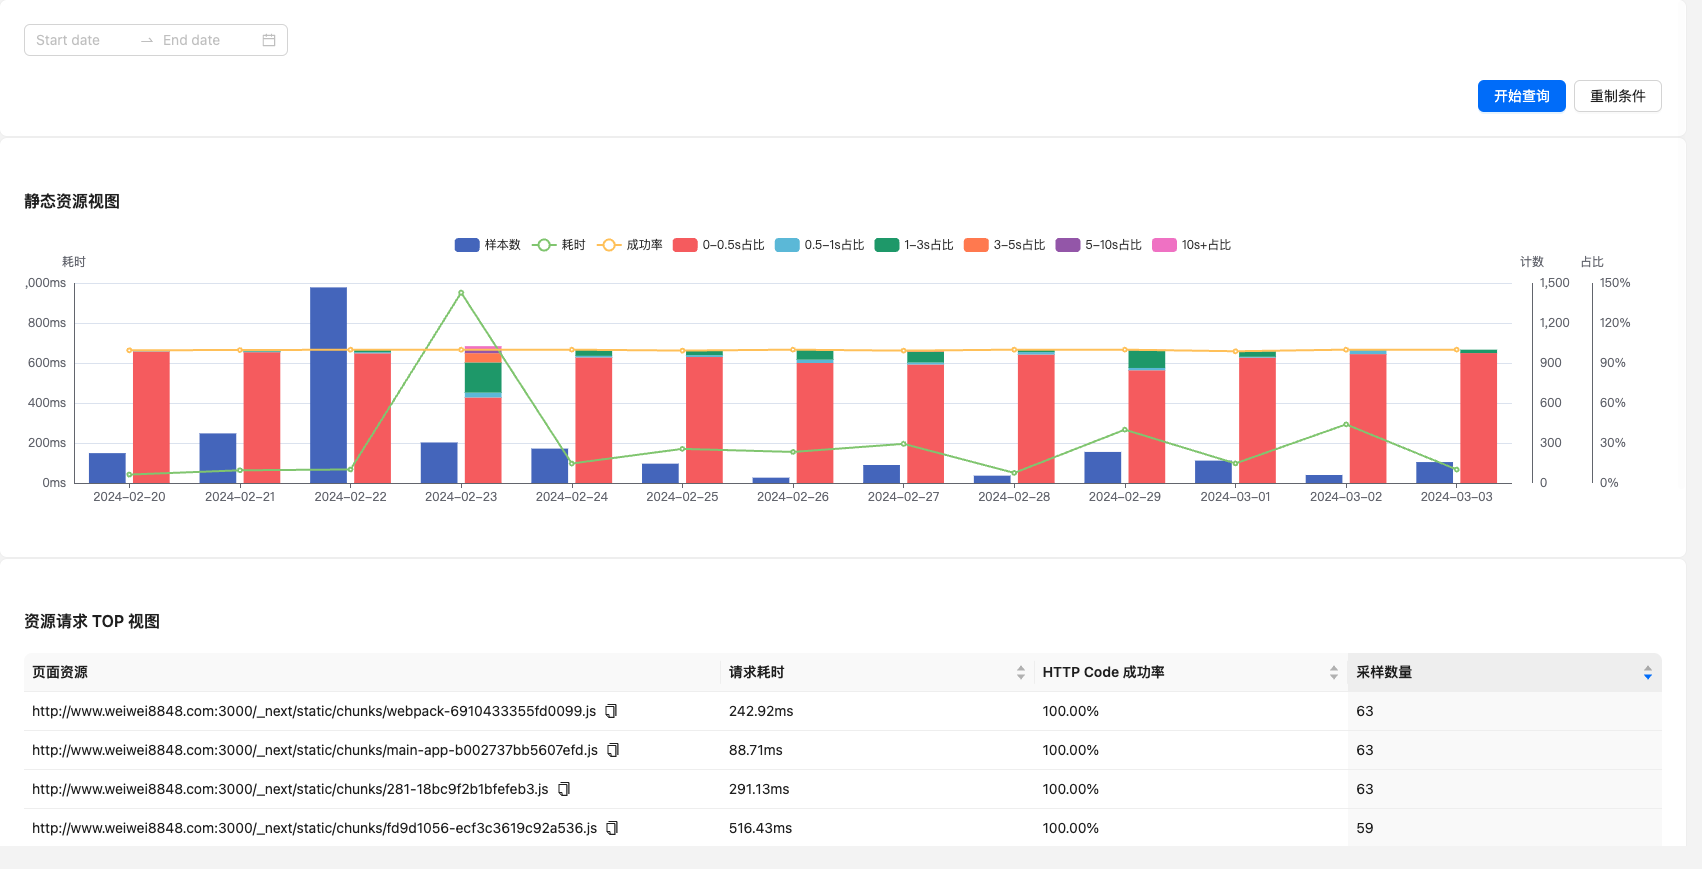 Start date → End date
开始查询 重制条件
静态资源视图
样本数 耗时 成功率 0-0.5s占比 0.5-1s占比 1-3s占比 3-5s占比 5-10s占比 10s+占比
耗时 计数 占比
,000ms 1,500 150%
800ms 1,200 120%
600ms 900 90%
400ms 600 60%
200ms 300 30%
0ms 0 0%
2024-02-20 2024-02-21 2024-02-22 2024-02-23 2024-02-24 2024-02-25 2024-02-26 2024-02-27 2024-02-28 2024-02-29 2024-03-01 2024-03-02 2024-03-03
资源请求 TOP 视图
页面资源 请求耗时 HTTP Code 成功率 采样数量
http://www.weiwei8848.com:3000/_next/static/chunks/webpack-6910433355fd0099.js 242.92ms 100.00% 63
http://www.weiwei8848.com:3000/_next/static/chunks/main-app-b002737bb5607efd.js 88.71ms 100.00% 63
http://www.weiwei8848.com:3000/_next/static/chunks/281-18bc9f2b1bfefeb3.js 291.13ms 100.00% 63
http://www.weiwei8848.com:3000/_next/static/chunks/fd9d1056-ecf3c3619c92a536.js 516.43ms 100.00% 59